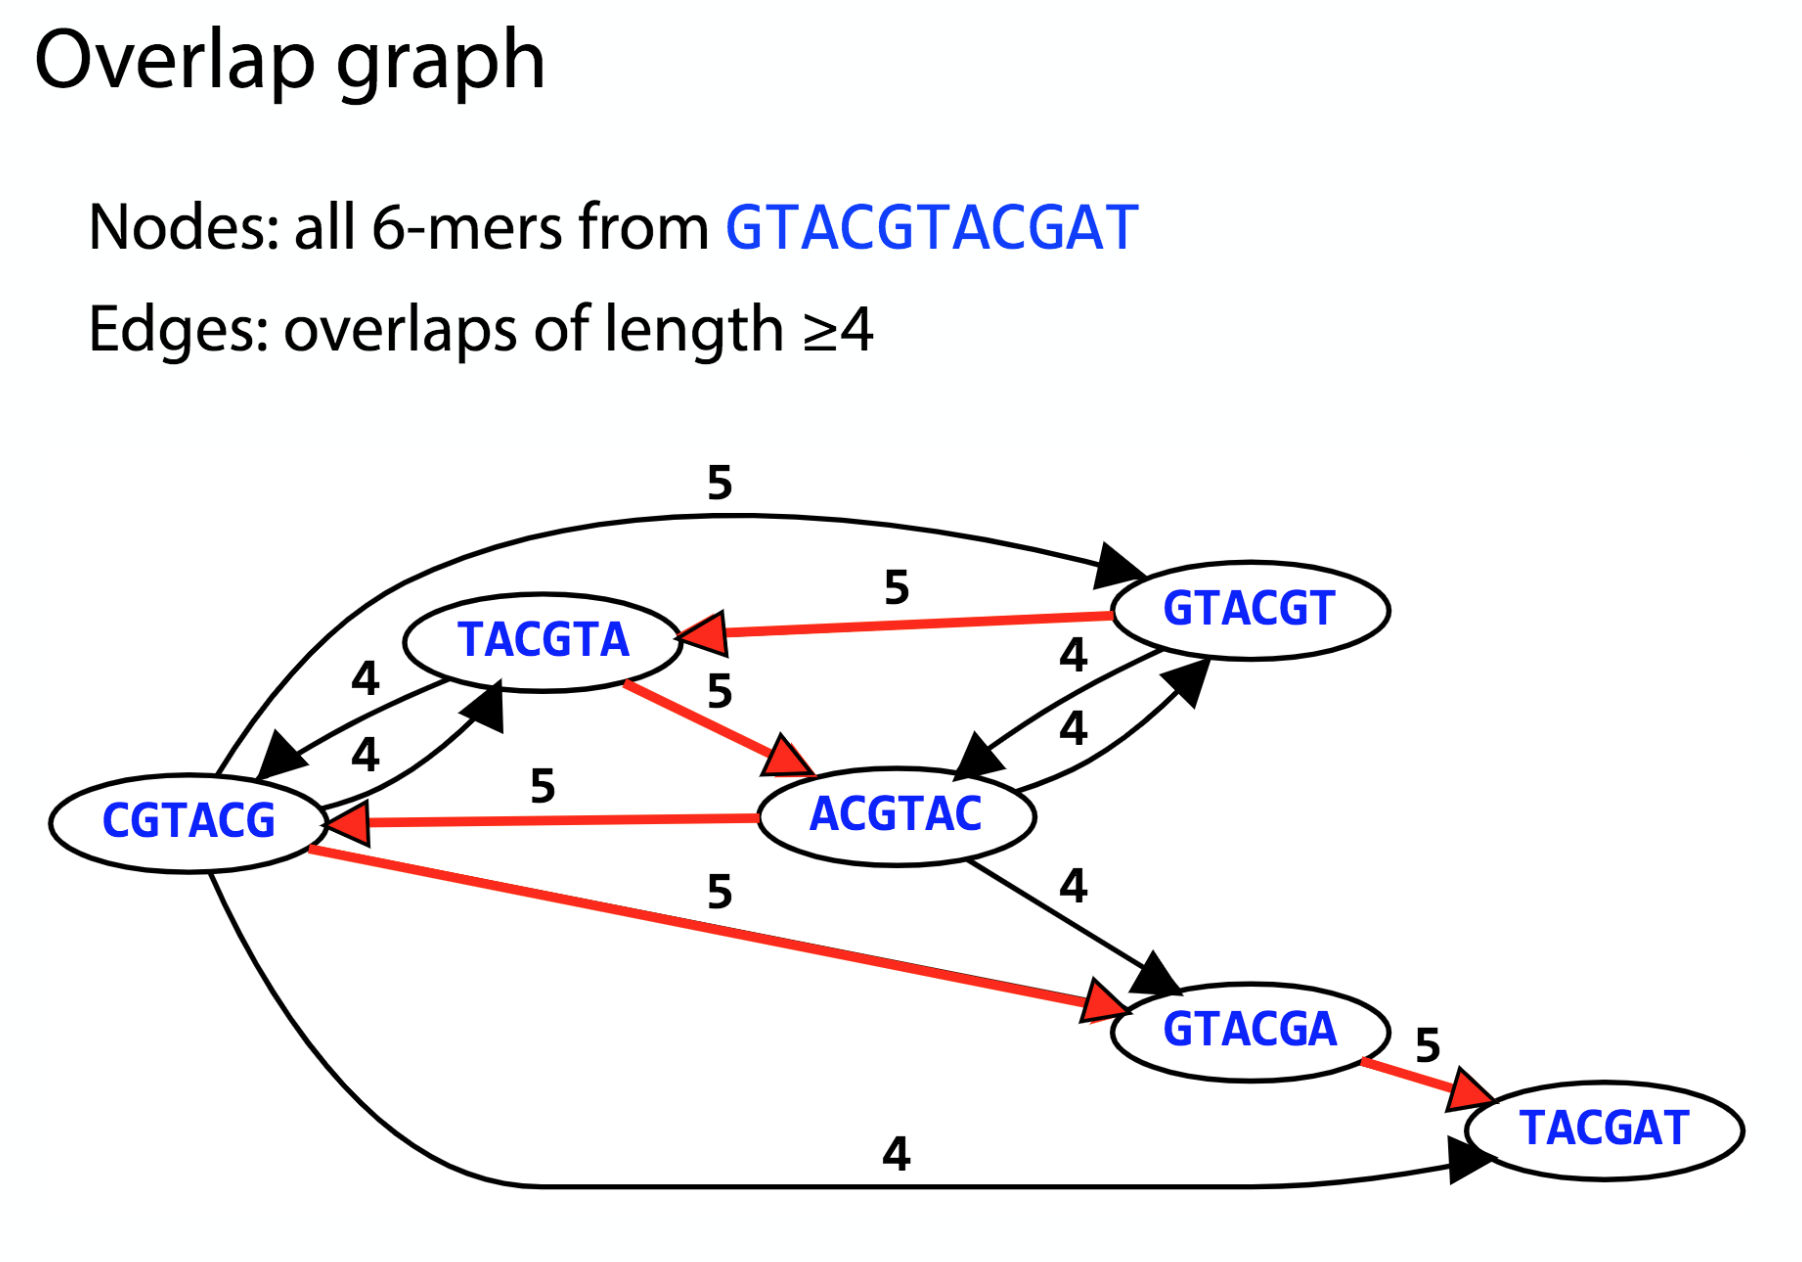 Overlap graph
Nodes: all 6-mers from GTACGTACGAT
Edges: overlaps of length ≥4
5
5
GTACGT
TACGTA
4
4
5
4
4
5
CGTACG
ACGTAC
5
4
GTACGA
5
TACGAT
4